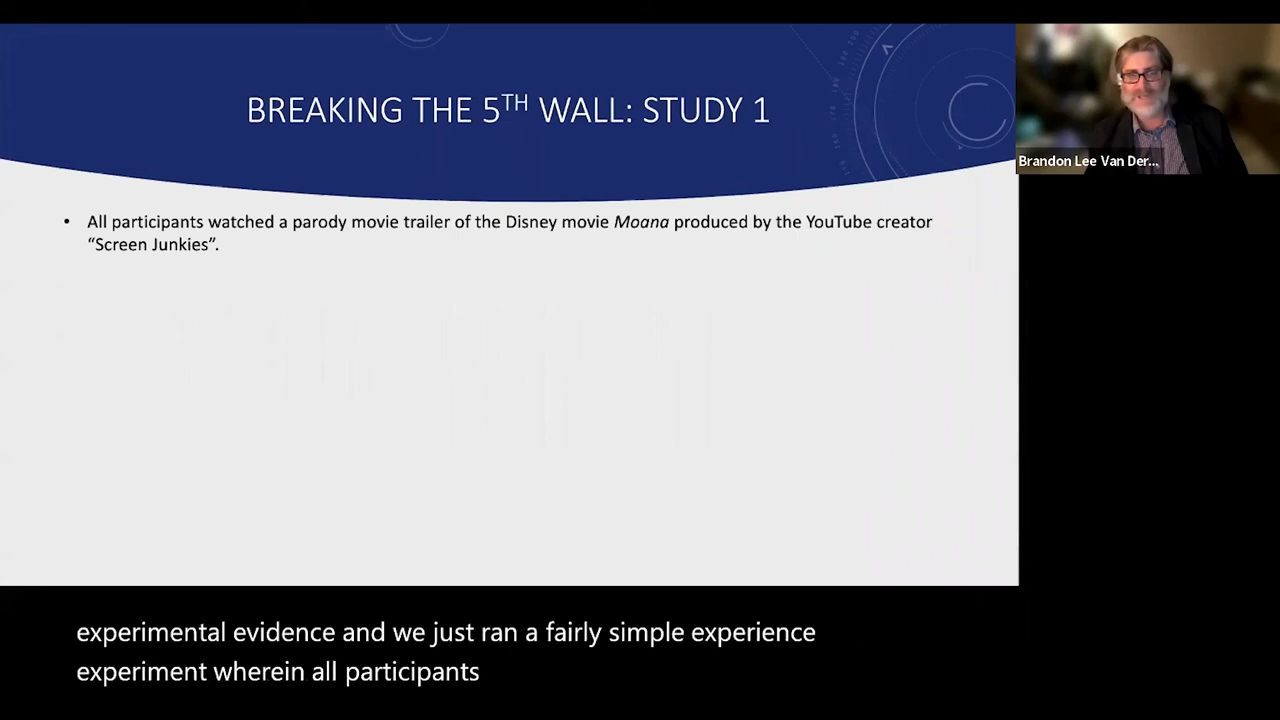 BREAKING THE 5TH WALL: STUDY 1
Brandon Lee Van Der...
• All participants watched a parody movie trailer of the Disney movie Moana produced by the YouTube creator
“Screen Junkies”.
experimental evidence and we just ran a fairly simple experience
experiment wherein all participants